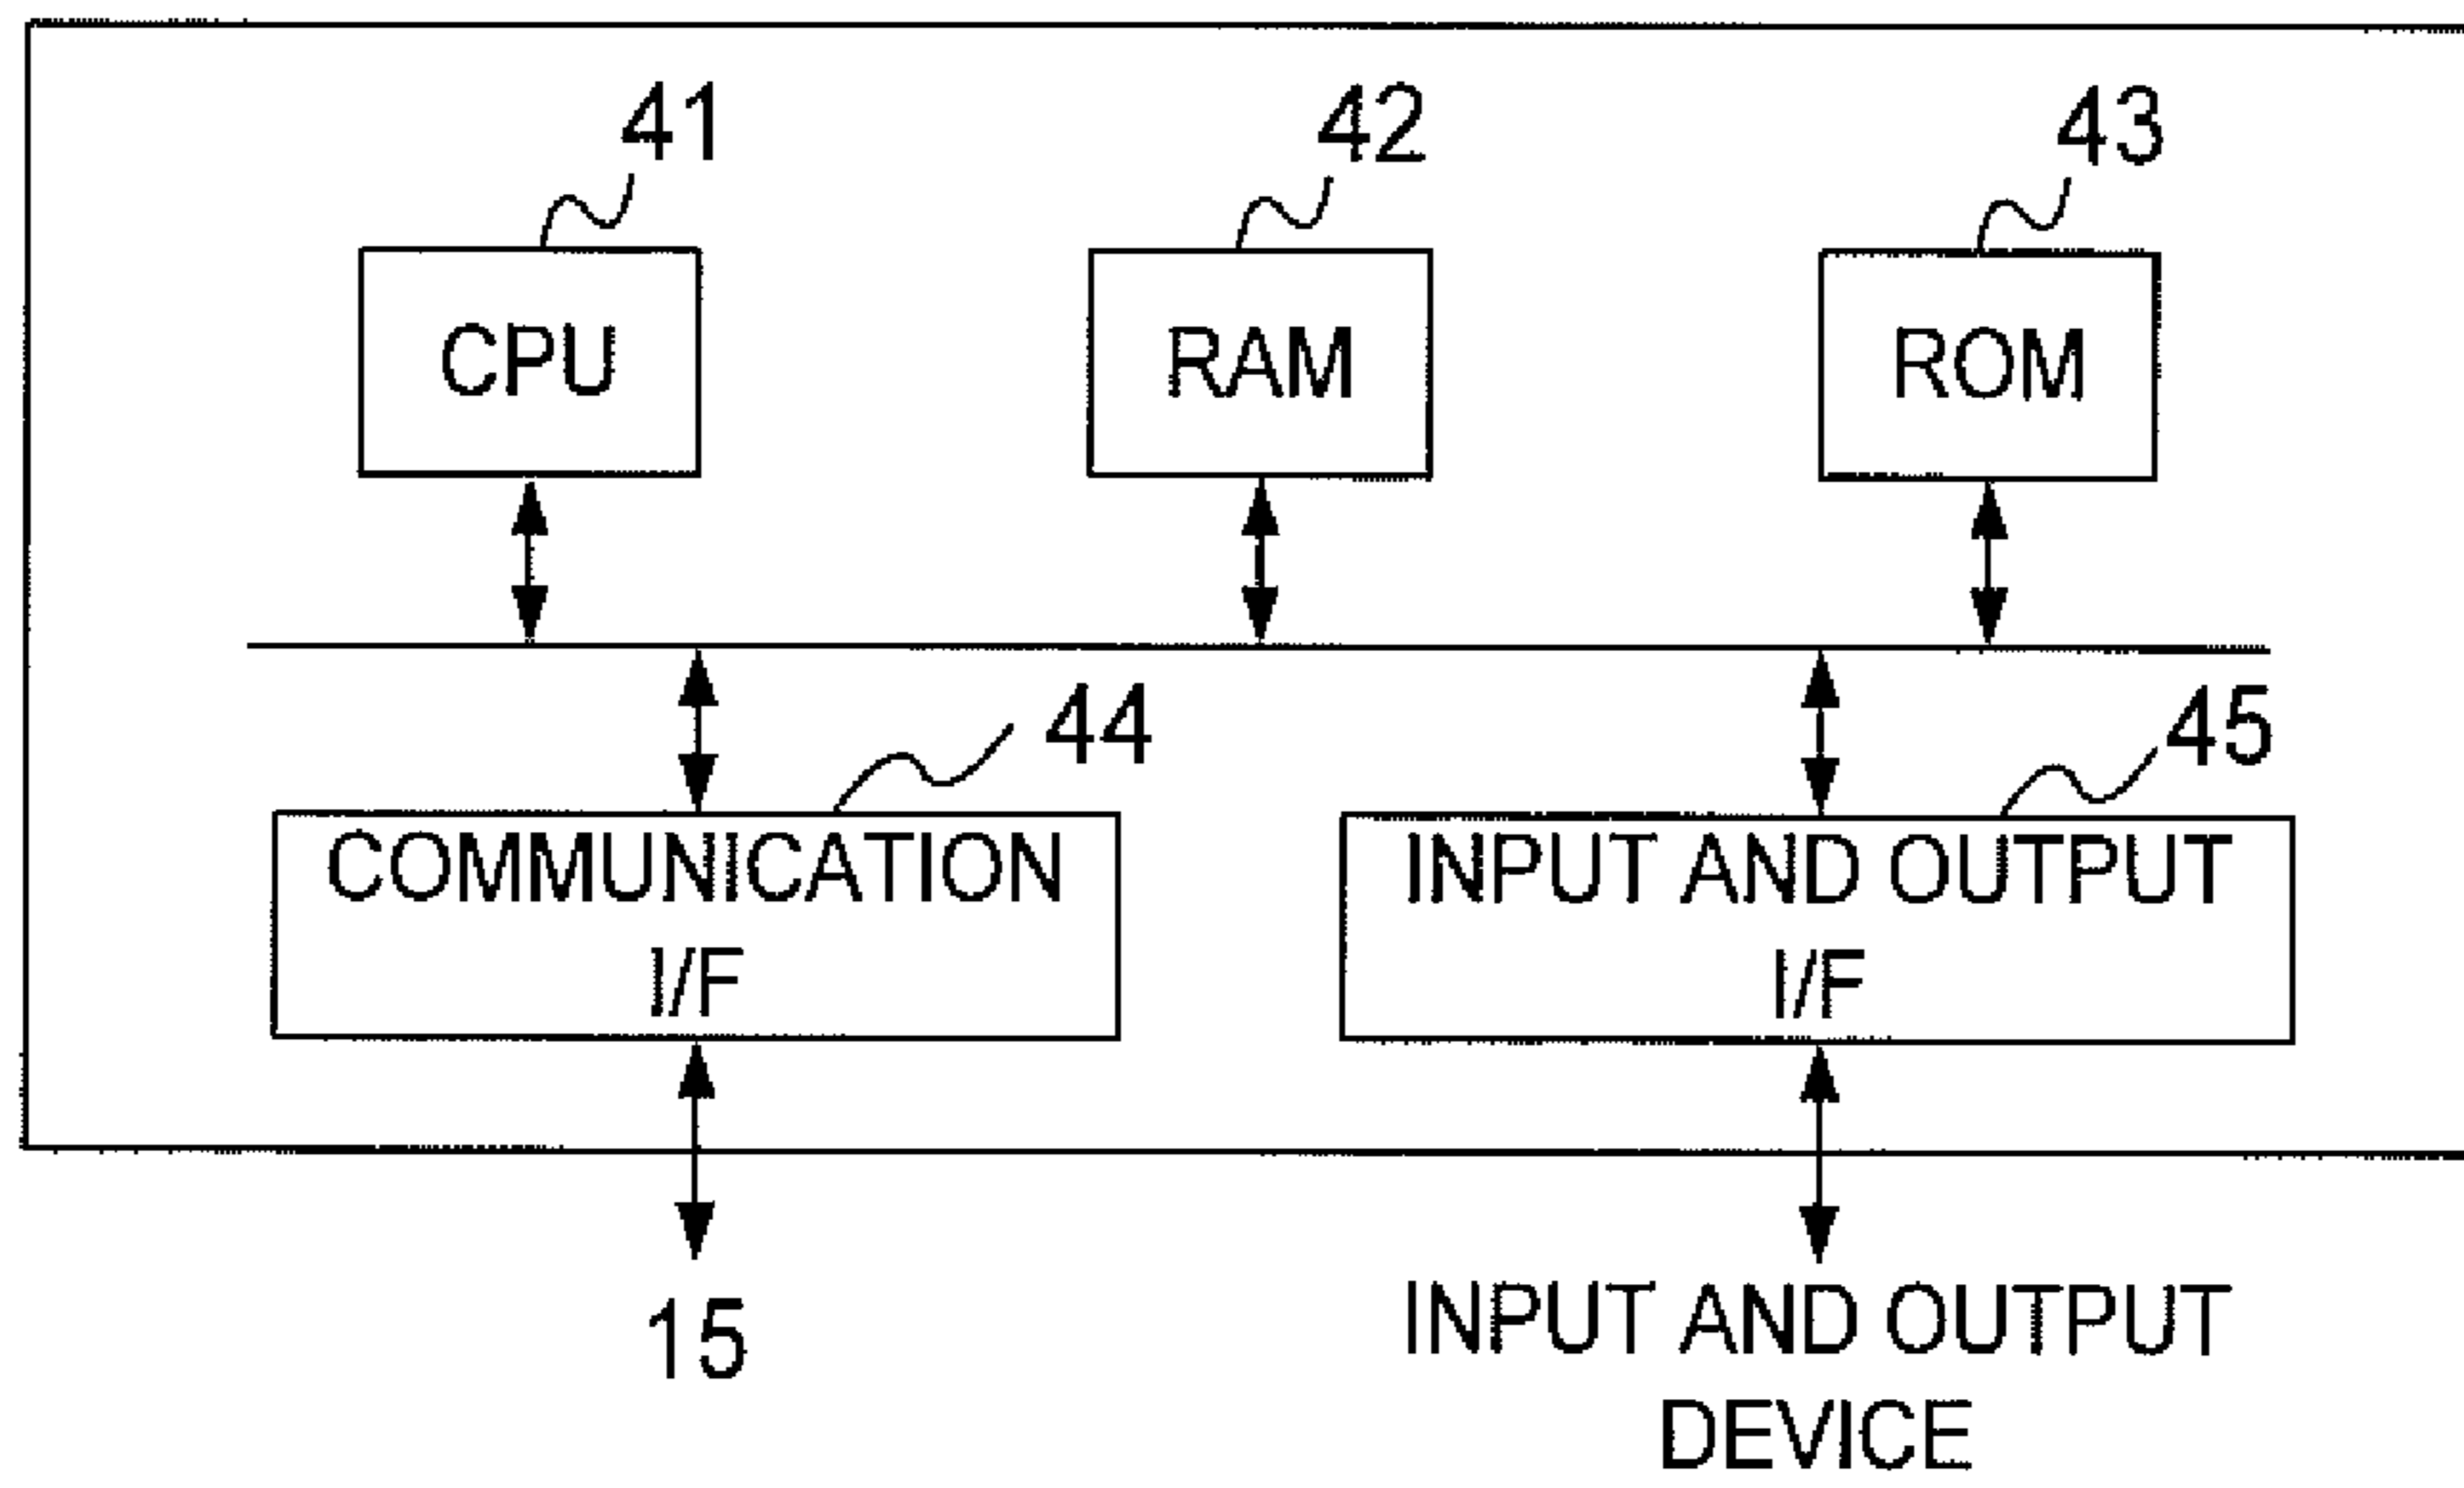 41
42
43
CPU
RAM
ROM
44
45
COMMUNICATION
I/F
INPUT AND OUTPUT
I/F
15
INPUT AND OUTPUT
DEVICE